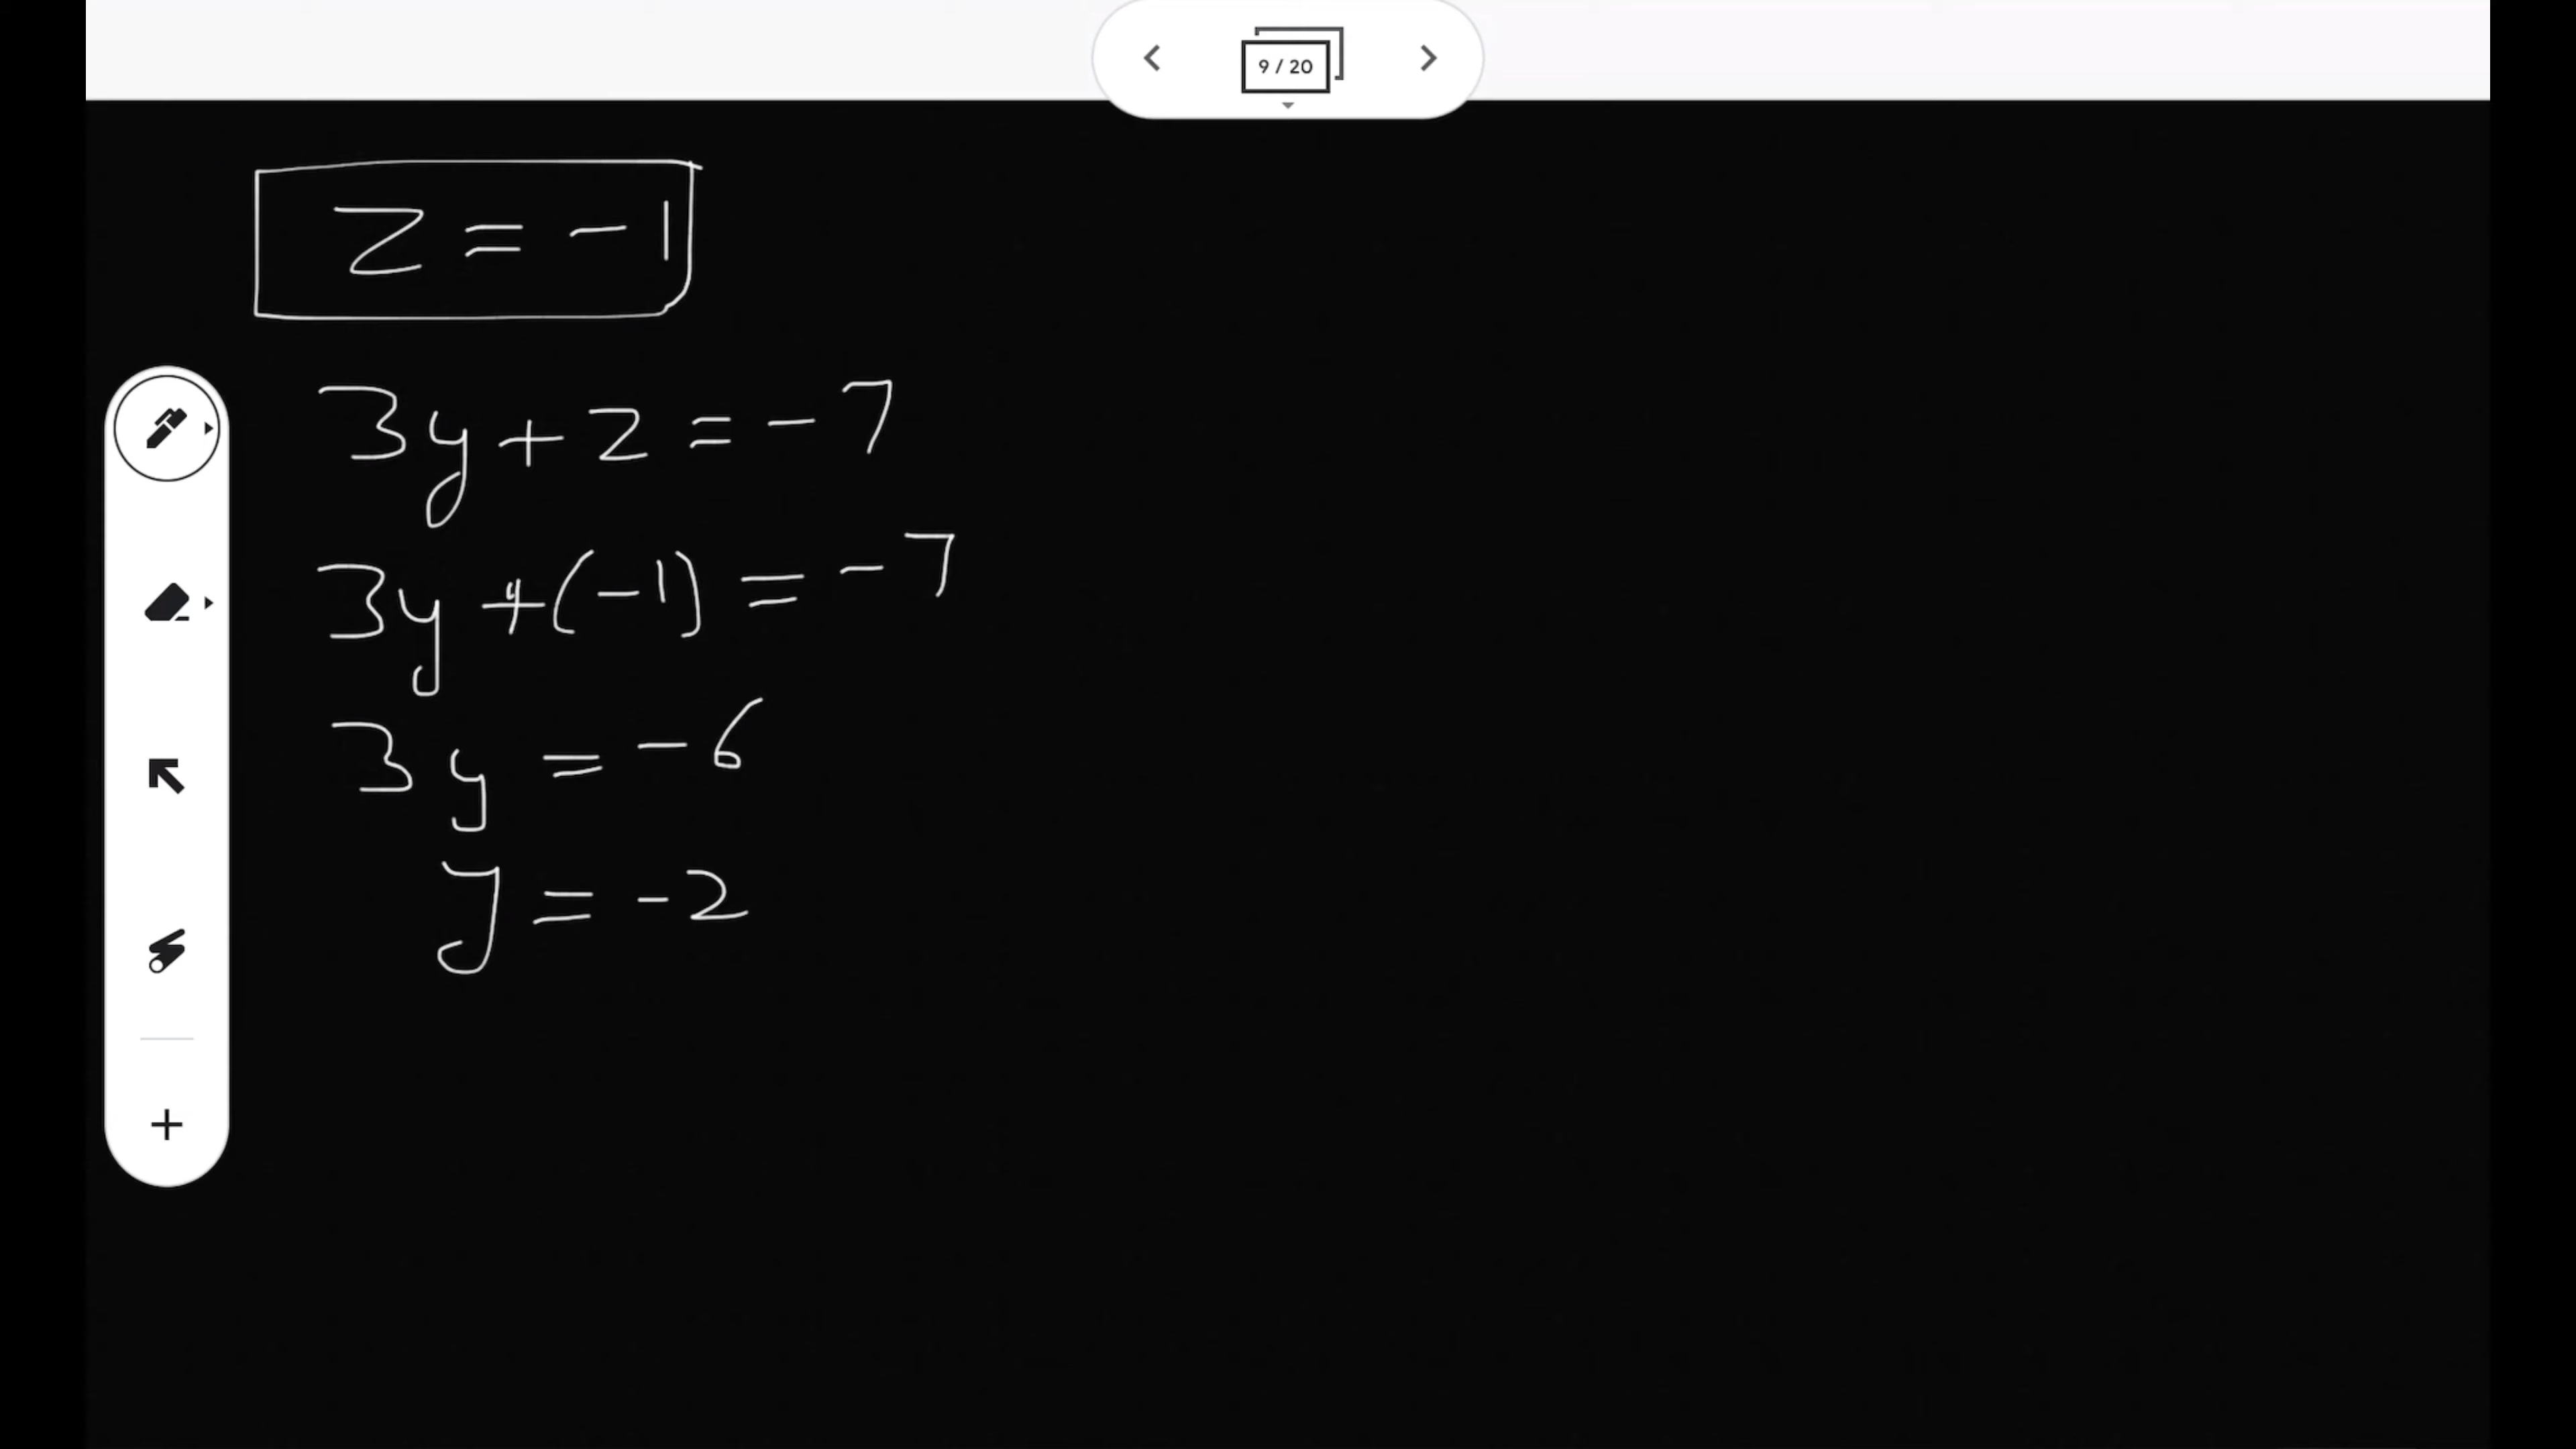 9 / 20
z = -1
3y + z = -7
3y + (-1) = -7
3y = -6
y = -2